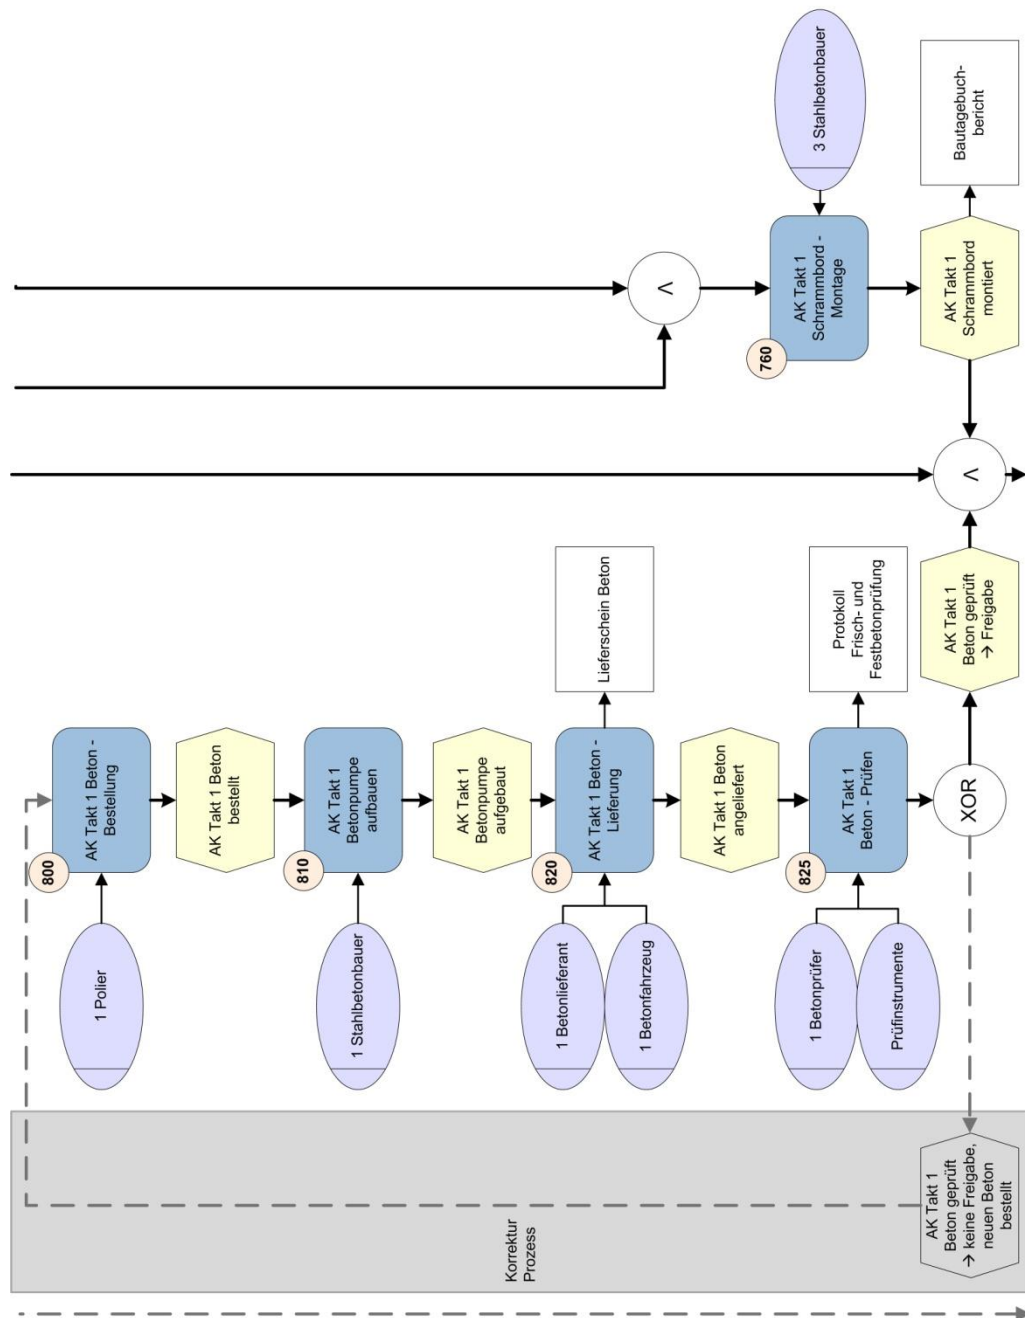 Korrektur
Prozess
AK Takt 1
Beton geprüft
→ keine Freigabe,
neuen Beton
bestellt
1 Polier
1 Stahlbetonbauer
1 Betonlieferant
1 Betonfahrzeug
1 Betonprüfer
Prüfinstrumente
800
AK Takt 1 Beton -
Bestellung
AK Takt 1 Beton
bestellt
810
AK Takt 1
Betonpumpe
aufbauen
AK Takt 1
Betonpumpe
aufgebaut
820
AK Takt 1 Beton -
Lieferung
AK Takt 1 Beton
angeliefert
825
AK Takt 1
Beton - Prüfen
XOR
Lieferschein Beton
Protokoll
Frisch- und
Festbetonprüfung
AK Takt 1
Beton geprüft
→ Freigabe
∧
∧
760
AK Takt 1
Schrammbord -
Montage
AK Takt 1
Schrammbord
montiert
3 Stahlbetonbauer
Bautagebuch-
bericht